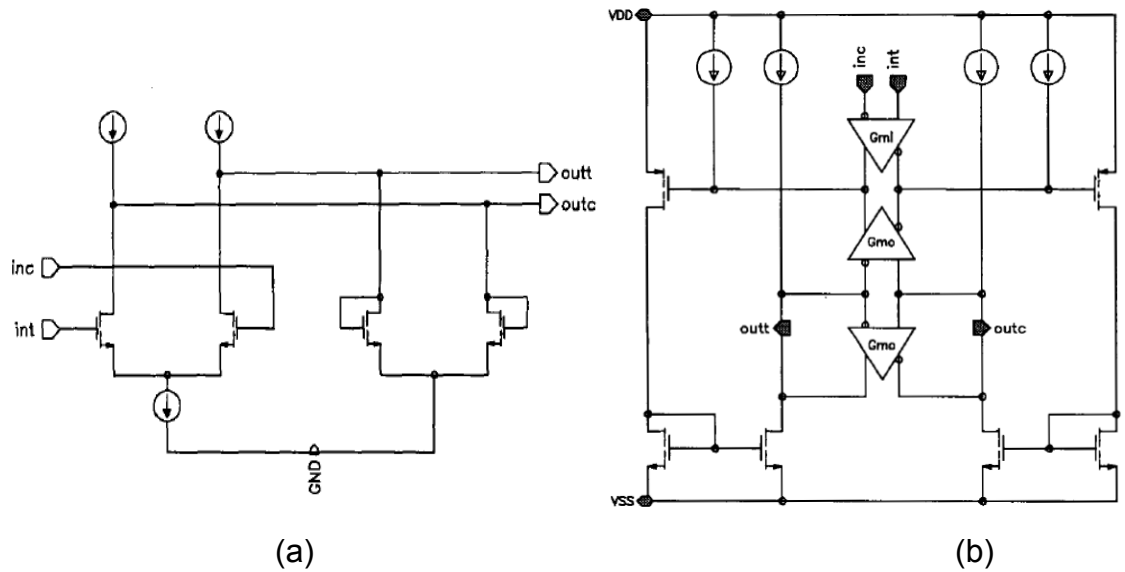 outt
outc
inc
int
GND
(a)
VDD
inc
int
Gmi
Gmo
outt
outc
Gmo
VSS
(b)